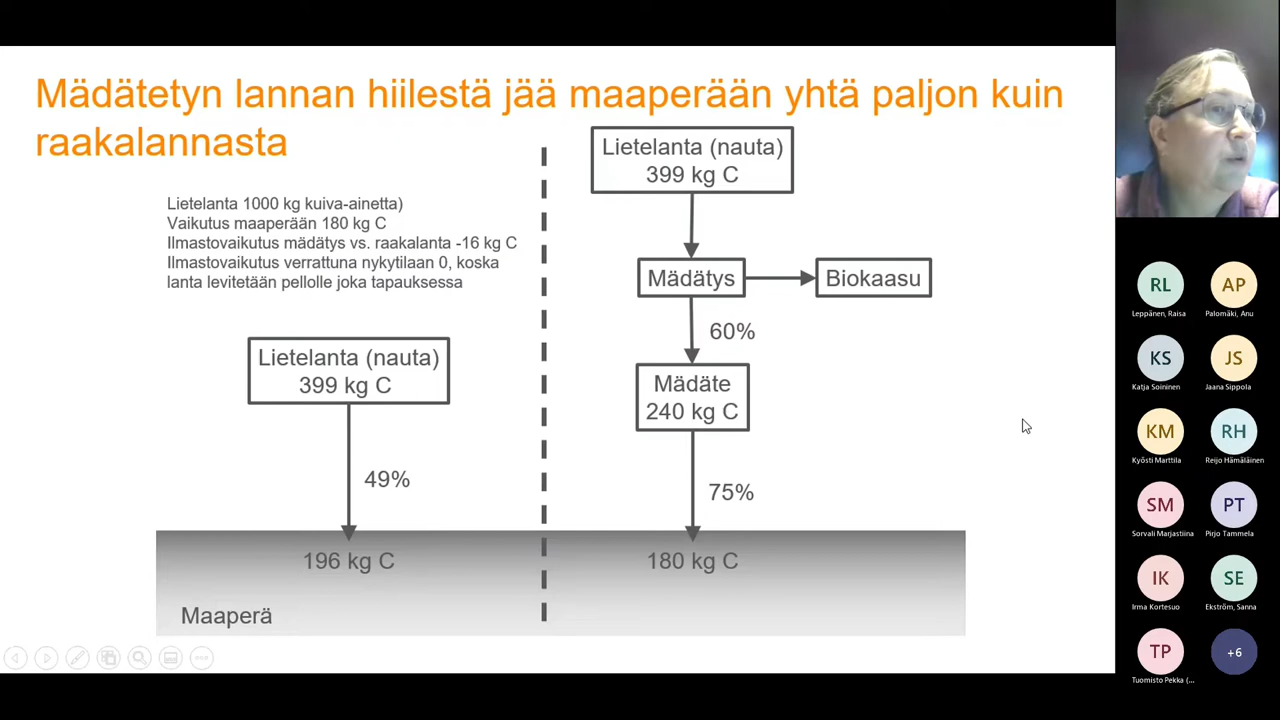 Mädätetyn lannan hiilestä jää maaperään yhtä paljon kuin
raakalannasta
Lietelanta 1000 kg kuiva-ainetta)
Vaikutus maaperään 180 kg C
Ilmastovaikutus mädätys vs. raakalanta -16 kg C
Ilmastovaikutus verrattuna nykytilaan 0, koska
lanta levitetään pellolle joka tapauksessa
Lietelanta (nauta)
399 kg C
49%
196 kg C
Maaperä
Lietelanta (nauta)
399 kg C
Mädätys
Biokaasu
60%
Mädäte
240 kg C
75%
180 kg C
RL
Leppänen, Raisa
AP
Palomäki, Anu
KS
Katja Soininen
JS
Jaana Sippola
KM
Kyösti Marttila
RH
Reijo Hämäläinen
SM
Sorvali Marjastiina
PT
Pirjo Tammela
IK
Irma Kortesuo
SE
Ekström, Sanna
TP
Tuomisto Pekka (...
+6